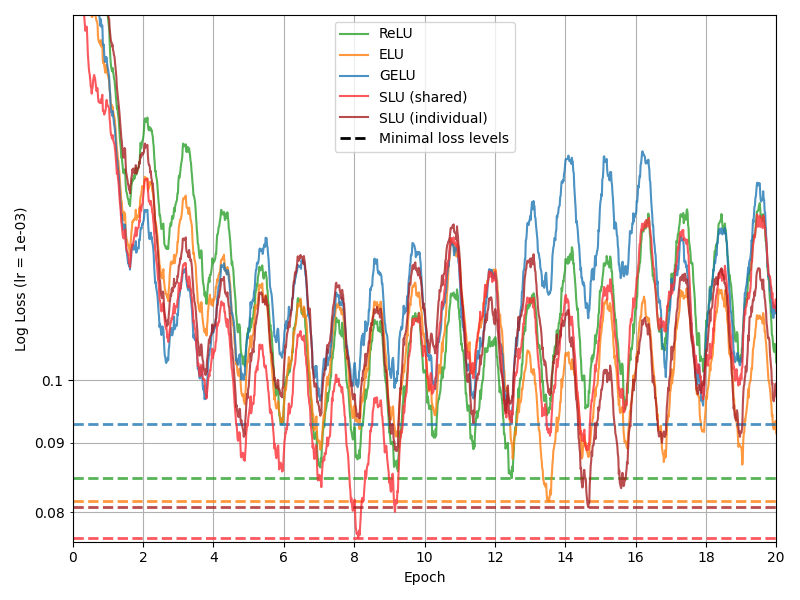 ReLU
ELU
GELU
SLU (shared)
SLU (individual)
Minimal loss levels
Log Loss (lr = 1e-03)
0.1
0.09
0.08
0 2 4 6 8 10 12 14 16 18 20
Epoch